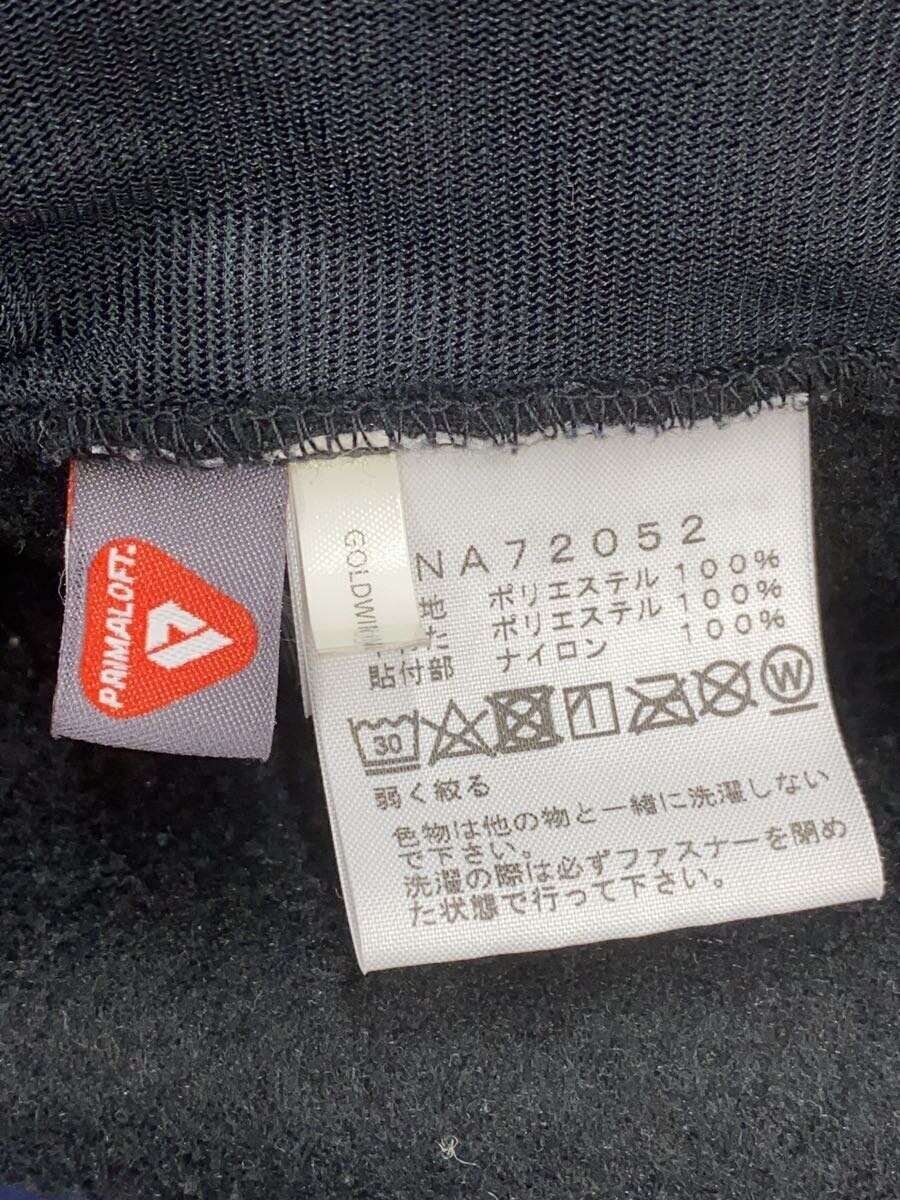 PRIMALOFT
GOLDWIN
NA72052
地 ポリエステル 100%
た ポリエステル 100%
貼付部 ナイロン 100%
30
W
弱く絞る
色物は他の物と一緒に洗濯しない
で下さい。
洗濯の際は必ずファスナーを閉め
た状態で行って下さい。